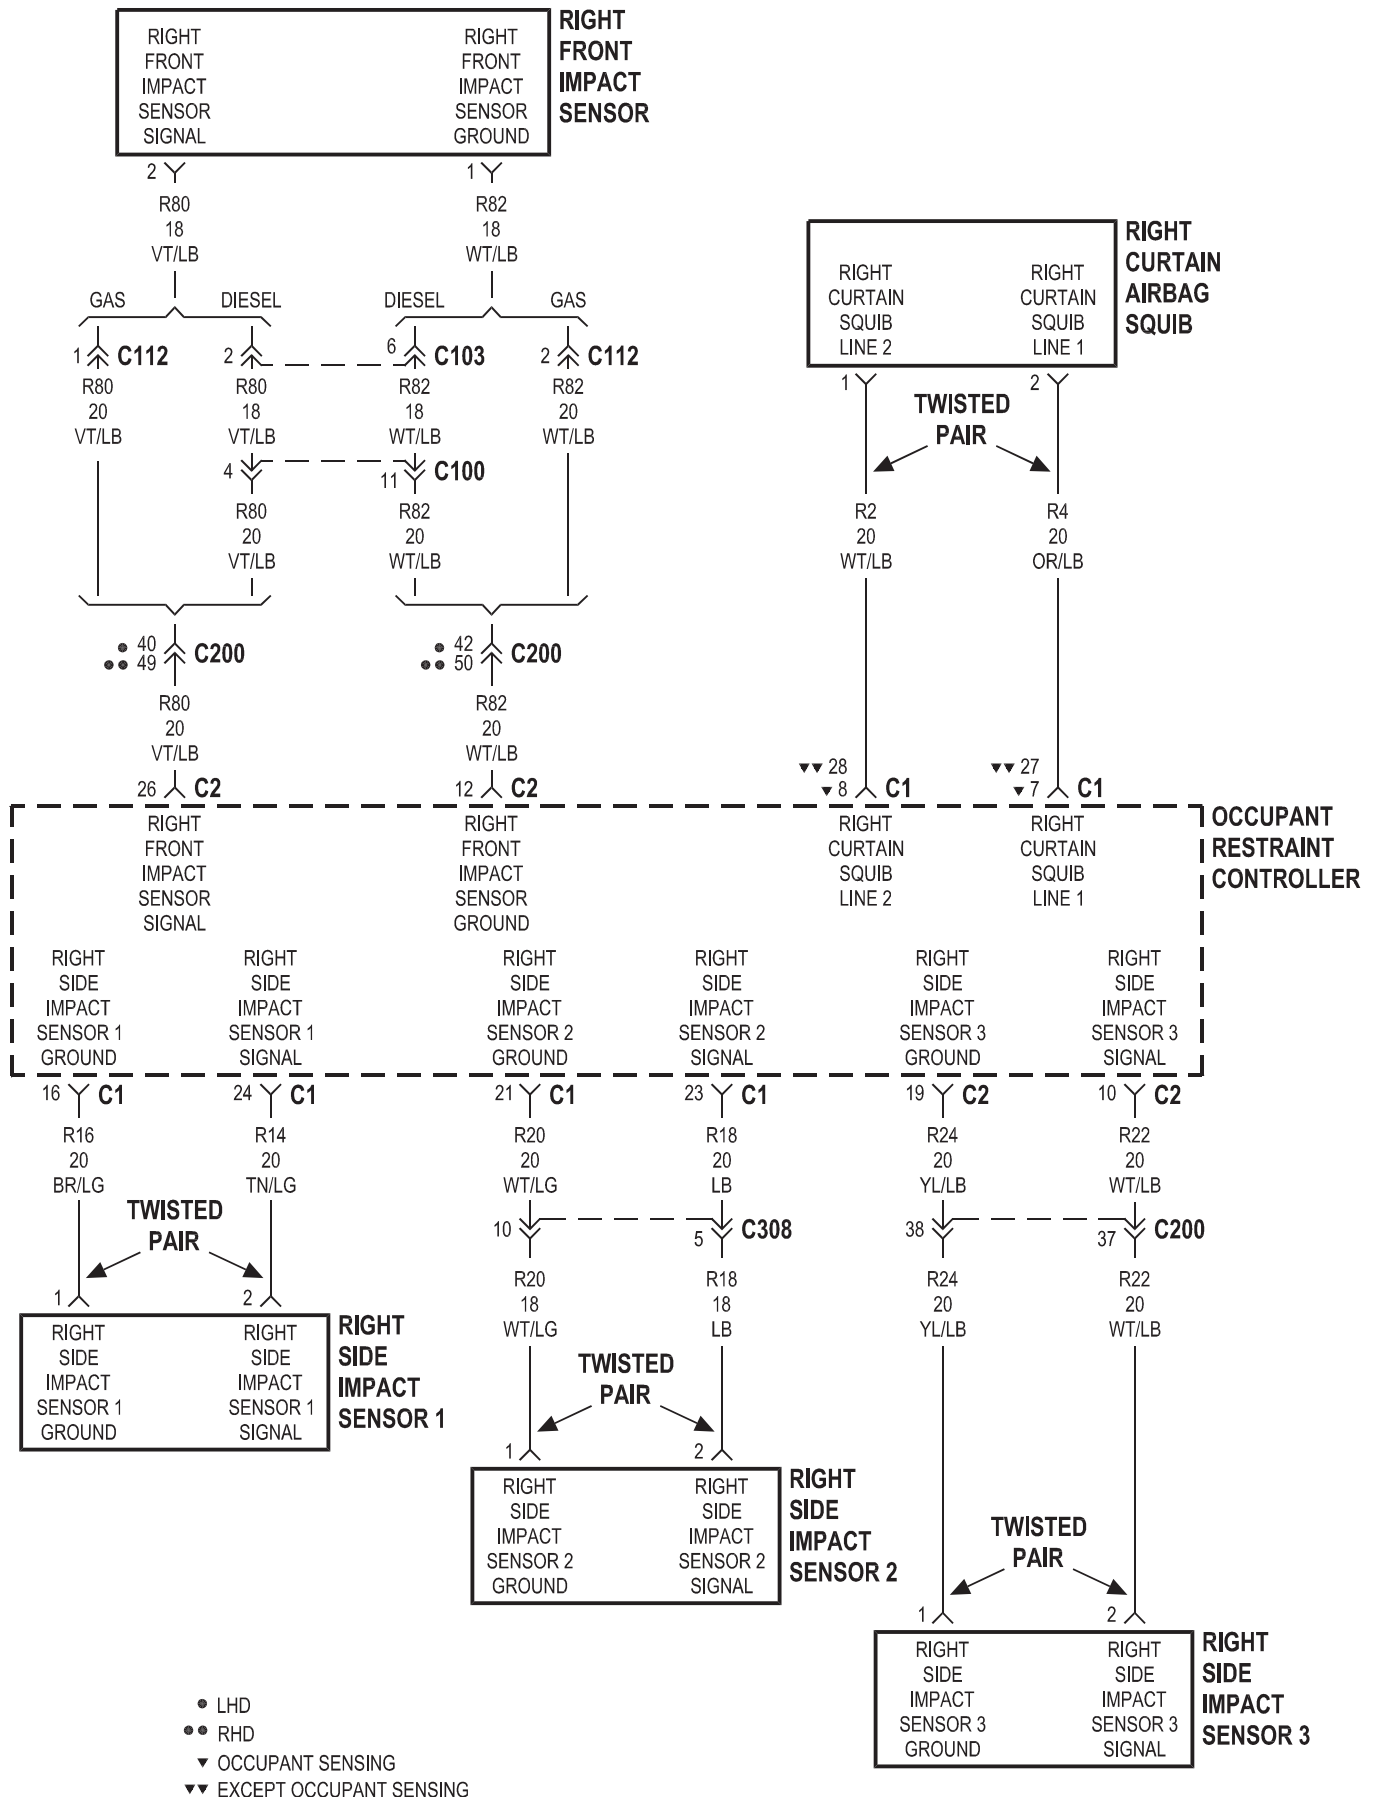 RIGHT
FRONT
IMPACT
SENSOR
SIGNAL
RIGHT
FRONT
IMPACT
SENSOR
GROUND
RIGHT
FRONT
IMPACT
SENSOR
2
1
R80
18
VT/LB
R82
18
WT/LB
GAS
DIESEL
DIESEL
GAS
1
C112
2
6
C103
2
C112
R80
20
VT/LB
R80
18
VT/LB
R82
18
WT/LB
R82
20
WT/LB
4
11
C100
R80
20
VT/LB
R82
20
WT/LB
40
49
C200
42
50
C200
R80
20
VT/LB
R82
20
WT/LB
26
C2
12
C2
RIGHT
CURTAIN
SQUIB
LINE 2
RIGHT
CURTAIN
SQUIB
LINE 1
RIGHT
CURTAIN
AIRBAG
SQUIB
1
2
TWISTED
PAIR
R2
20
WT/LB
R4
20
OR/LB
28
8
C1
27
7
C1
RIGHT
FRONT
IMPACT
SENSOR
SIGNAL
RIGHT
FRONT
IMPACT
SENSOR
GROUND
RIGHT
CURTAIN
SQUIB
LINE 2
RIGHT
CURTAIN
SQUIB
LINE 1
OCCUPANT
RESTRAINT
CONTROLLER
RIGHT
SIDE
IMPACT
SENSOR 1
GROUND
RIGHT
SIDE
IMPACT
SENSOR 1
SIGNAL
RIGHT
SIDE
IMPACT
SENSOR 2
GROUND
RIGHT
SIDE
IMPACT
SENSOR 2
SIGNAL
RIGHT
SIDE
IMPACT
SENSOR 3
GROUND
RIGHT
SIDE
IMPACT
SENSOR 3
SIGNAL
16
C1
24
C1
21
C1
23
C1
19
C2
10
C2
R16
20
BR/LG
R14
20
TN/LG
R20
20
WT/LG
R18
20
LB
R24
20
YL/LB
R22
20
WT/LB
TWISTED
PAIR
10
5
C308
38
37
C200
R20
18
WT/LG
R18
18
LB
R24
20
YL/LB
R22
20
WT/LB
1
2
RIGHT
SIDE
IMPACT
SENSOR 1
GROUND
RIGHT
SIDE
IMPACT
SENSOR 1
SIGNAL
RIGHT
SIDE
IMPACT
SENSOR 1
TWISTED
PAIR
1
2
RIGHT
SIDE
IMPACT
SENSOR 2
GROUND
RIGHT
SIDE
IMPACT
SENSOR 2
SIGNAL
RIGHT
SIDE
IMPACT
SENSOR 2
TWISTED
PAIR
1
2
RIGHT
SIDE
IMPACT
SENSOR 3
GROUND
RIGHT
SIDE
IMPACT
SENSOR 3
SIGNAL
RIGHT
SIDE
IMPACT
SENSOR 3
LHD
RHD
OCCUPANT SENSING
EXCEPT OCCUPANT SENSING